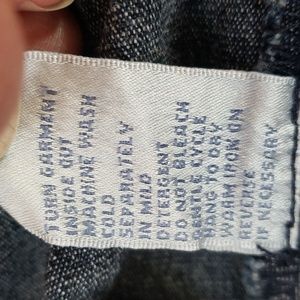 TURN GARMENT
INSIDE OUT
MACHINE WASH
COLD
SEPARATELY
IN MILD
DETERGENT
DO NOT BLEACH
GENTLE CYCLE
HANG TO DRY
WARM IRON ON
REVERSE
IF NECESSARY